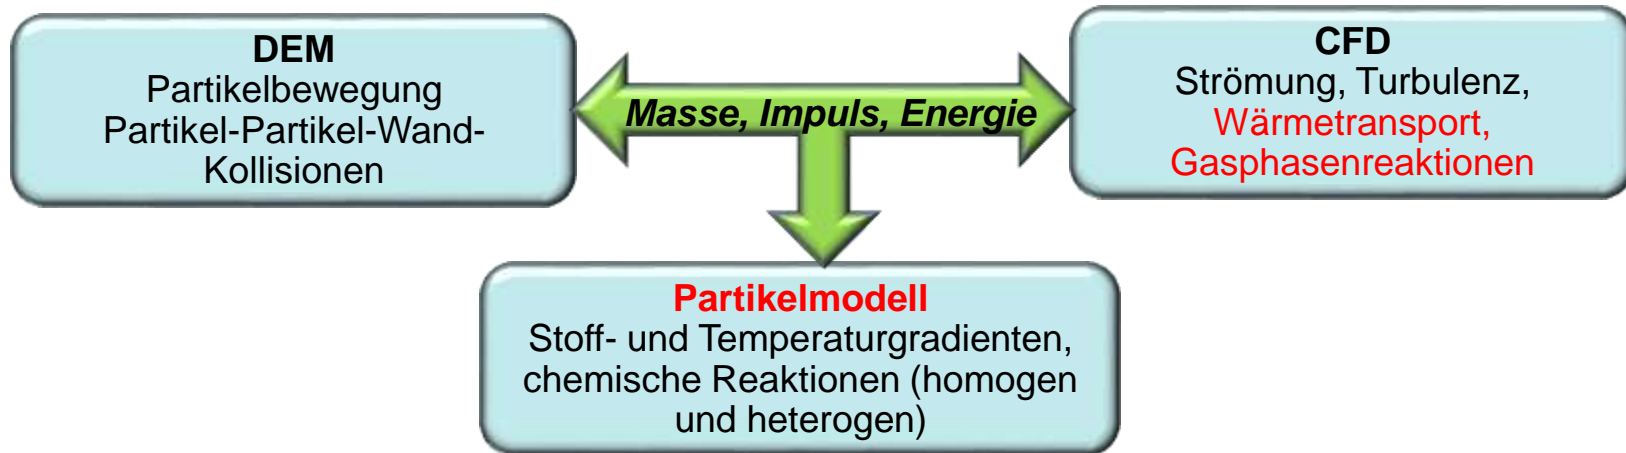 DEM
Partikelbewegung
Partikel-Partikel-Wand-
Kollisionen
Masse, Impuls, Energie
CFD
Strömung, Turbulenz,
Wärmetransport,
Gasphasenreaktionen
Partikelmodell
Stoff- und Temperaturgradienten,
chemische Reaktionen (homogen
und heterogen)